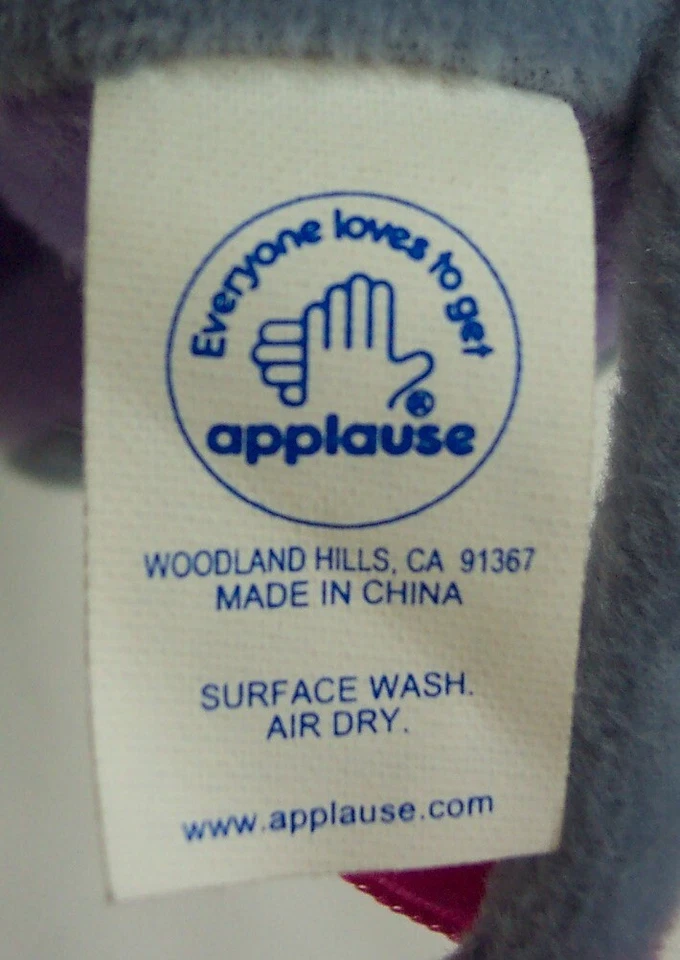 Everyone loves to get
applause
WOODLAND HILLS, CA 91367
MADE IN CHINA
SURFACE WASH.
AIR DRY.
www.applause.com